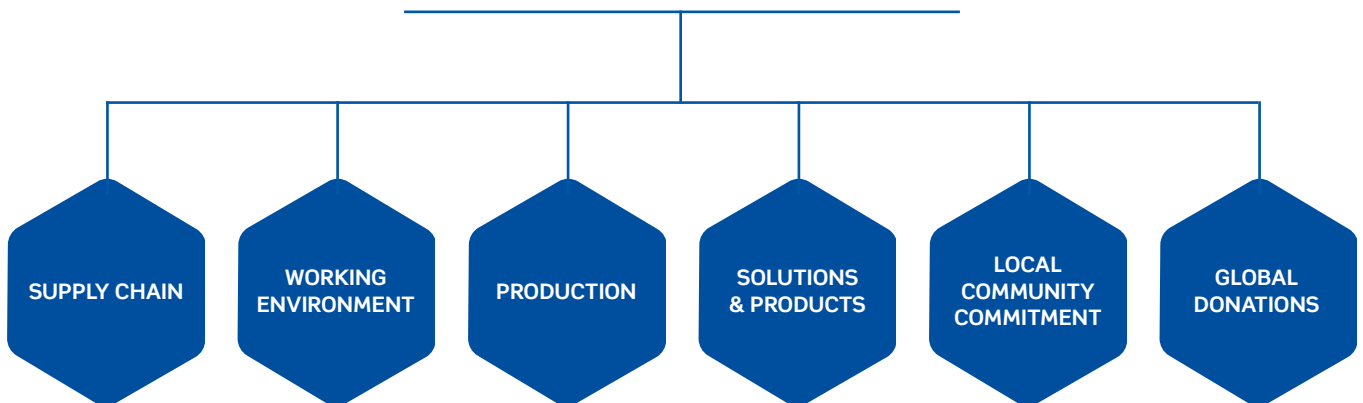 SUPPLY CHAIN
WORKING
ENVIRONMENT
PRODUCTION
SOLUTIONS
& PRODUCTS
LOCAL
COMMUNITY
COMMITMENT
GLOBAL
DONATIONS